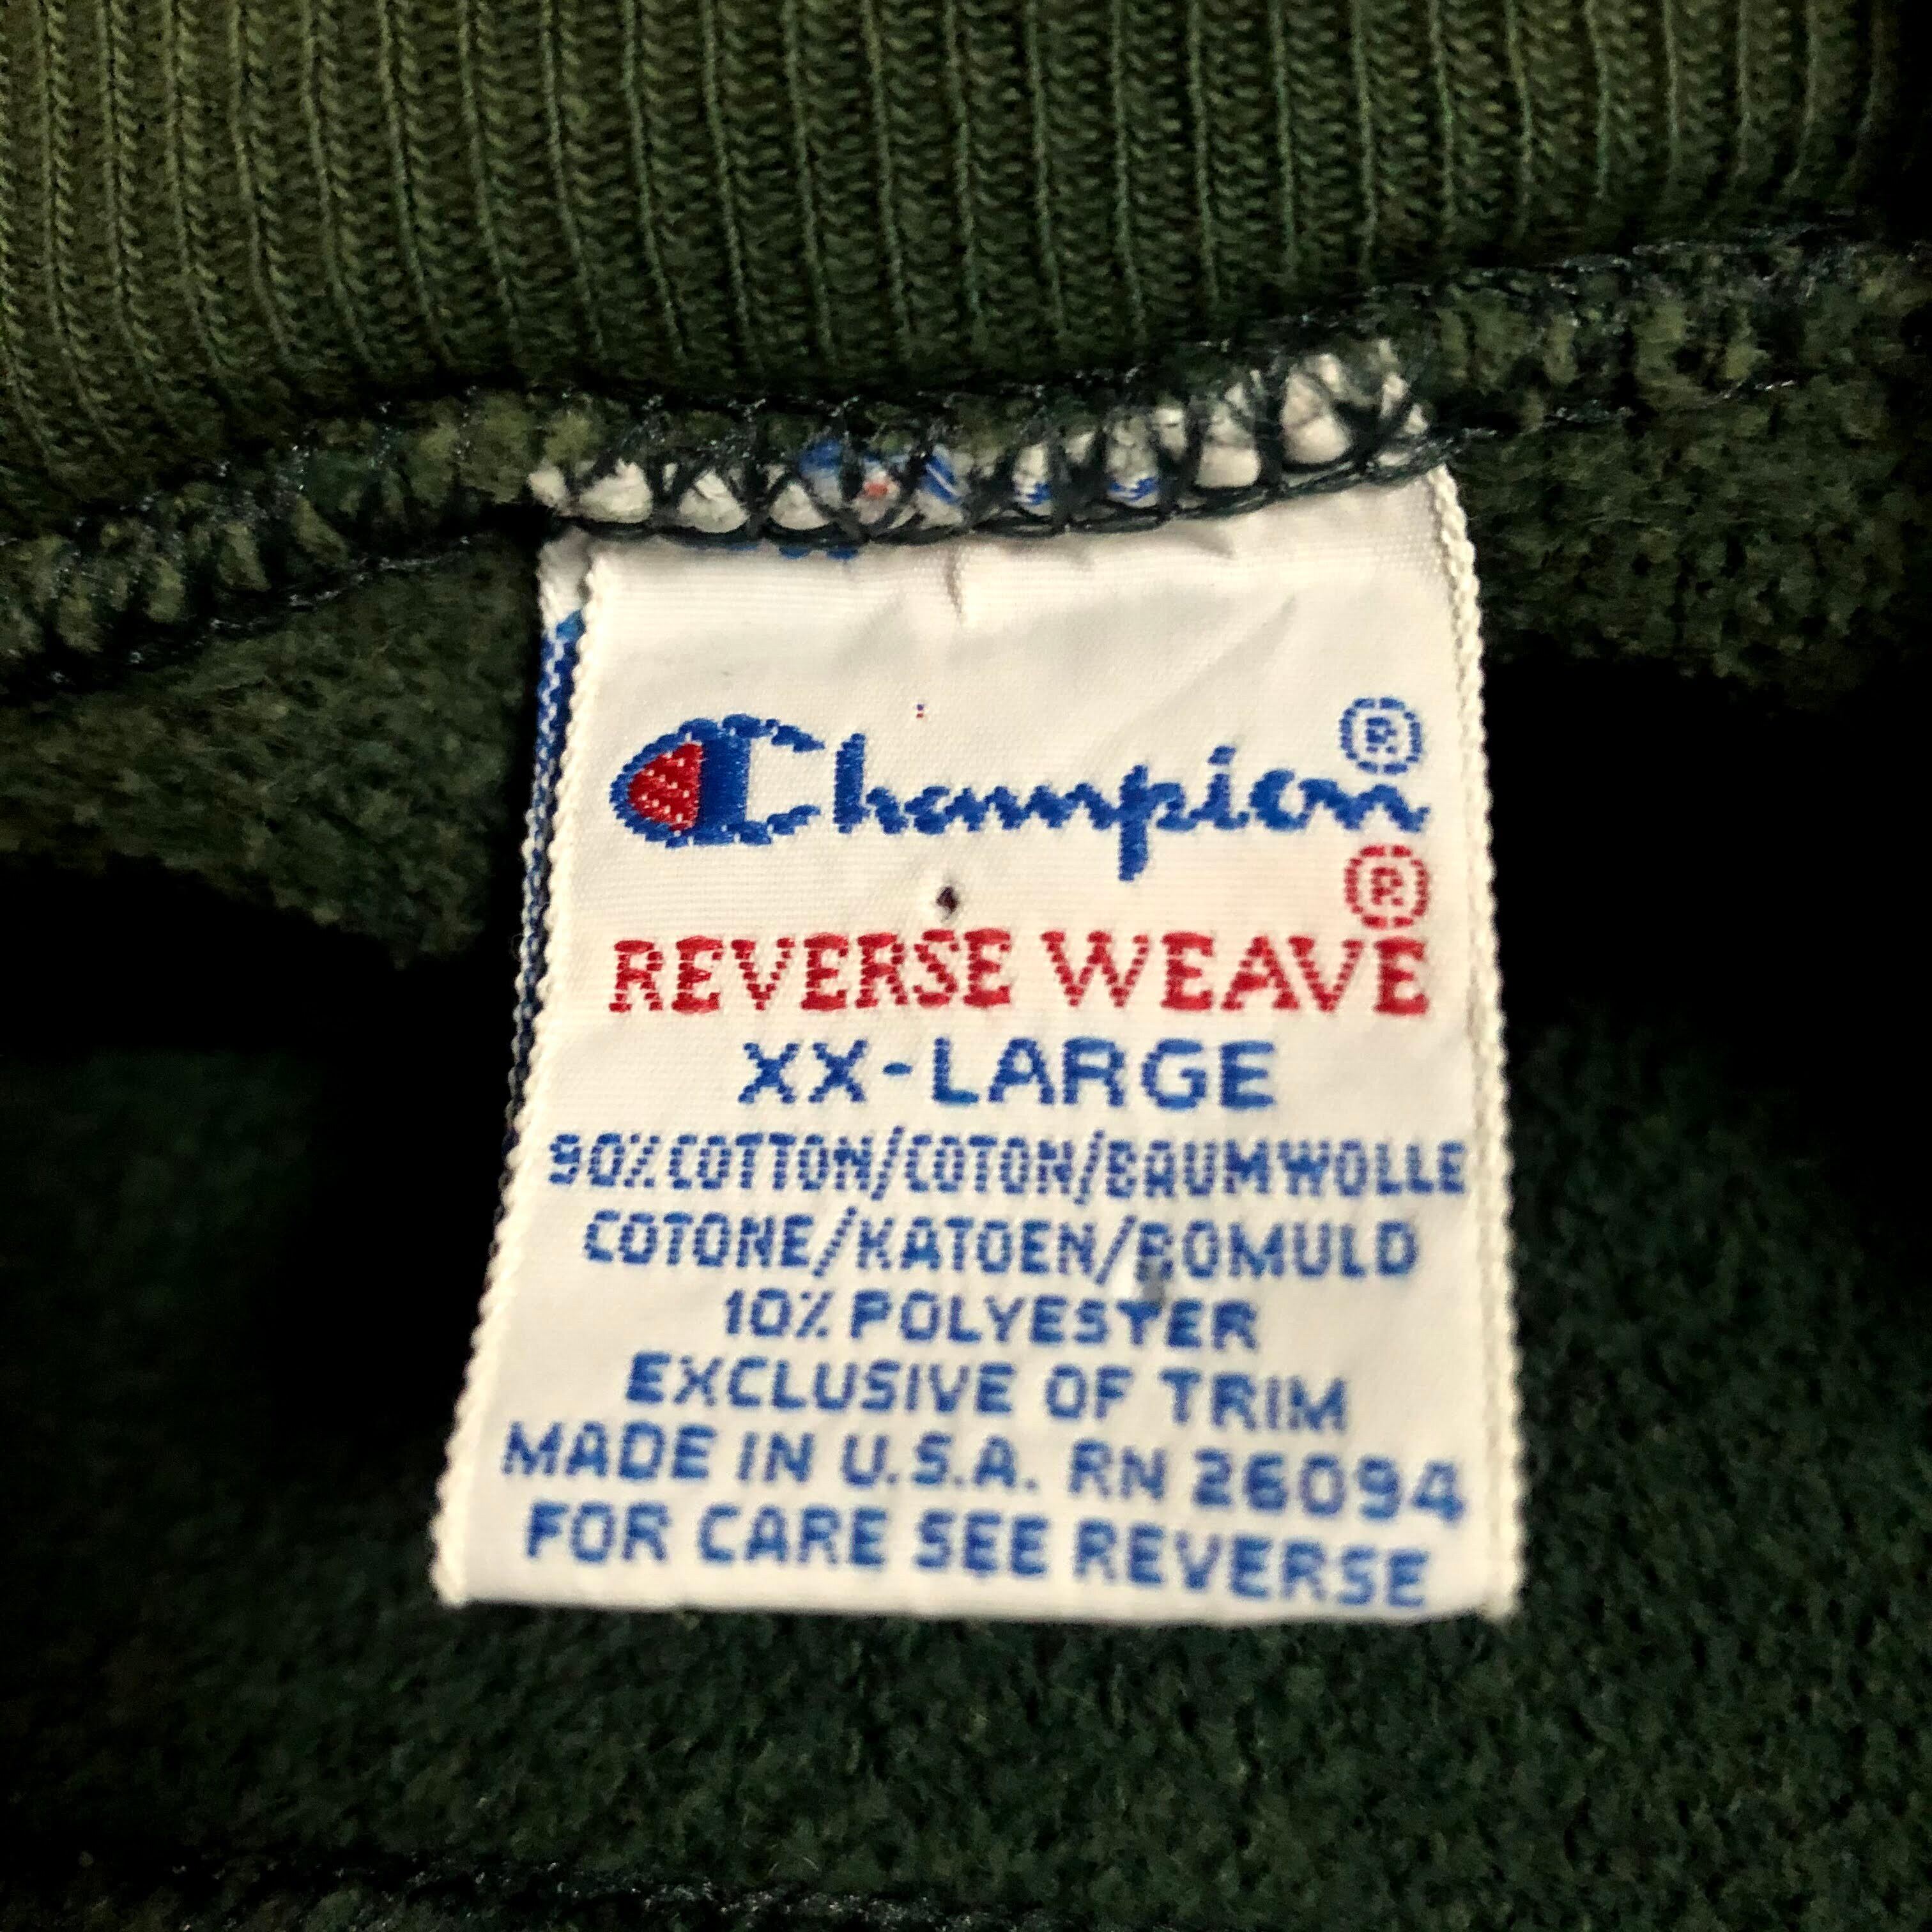 Champion®
®
REVERSE WEAVE
XX-LARGE
90% COTTON/COTON/BAUMWOLLE
COTONE/KATOEN/BOMULD
10% POLYESTER
EXCLUSIVE OF TRIM
MADE IN U.S.A. RN 26094
FOR CARE SEE REVERSE